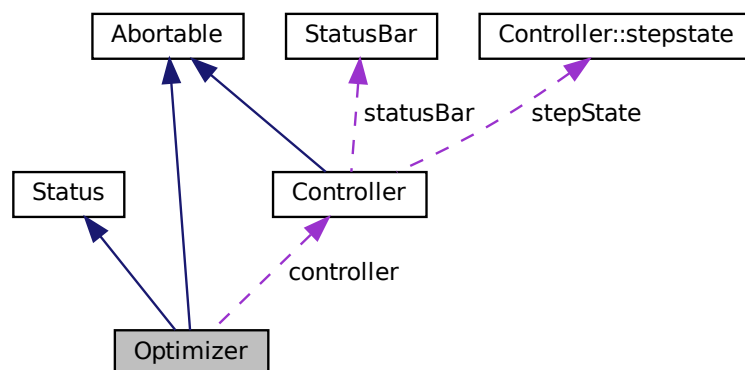 Abortable
StatusBar
Controller::stepstate
statusBar
stepState
Status
Controller
controller
Optimizer